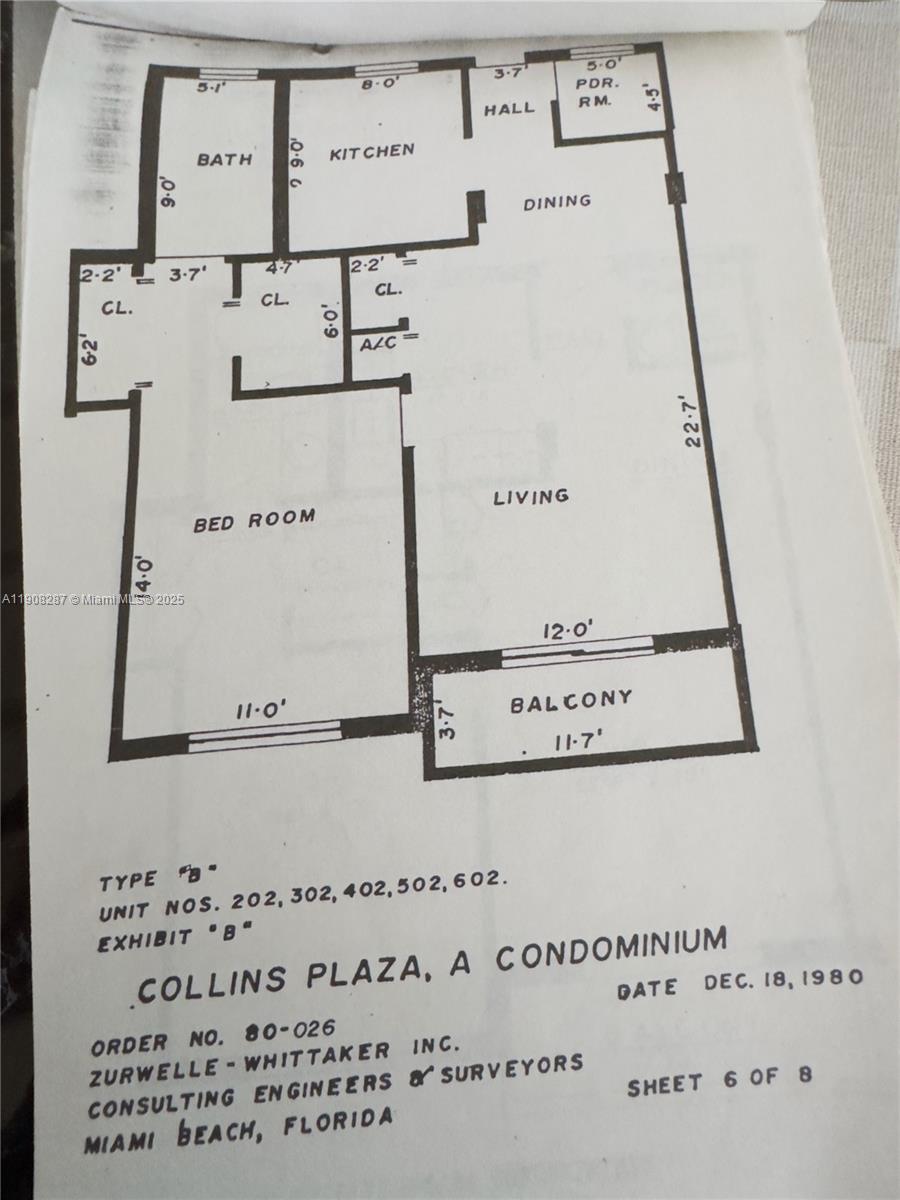 5·1'
8·0'
3·7'
5·0'
PDR.
RM.
4·5'
HALL
BATH
9·0'
9·0'
KITCHEN
DINING
2·2'
3·7'
4·7'
2·2'
CL.
CL.
CL.
6·2'
6·0'
A/C
22·7'
LIVING
BED ROOM
14·0'
A11908287 © Miami MLS® 2025
12·0'
11·0'
BALCONY
3·7'
11·7'
TYPE "B"
UNIT NOS. 202, 302, 402, 502, 602.
EXHIBIT "B"
COLLINS PLAZA, A CONDOMINIUM
DATE DEC. 18, 1980
ORDER NO. 80-026
ZURWELLE-WHITTAKER INC.
CONSULTING ENGINEERS & SURVEYORS
SHEET 6 OF 8
MIAMI BEACH, FLORIDA